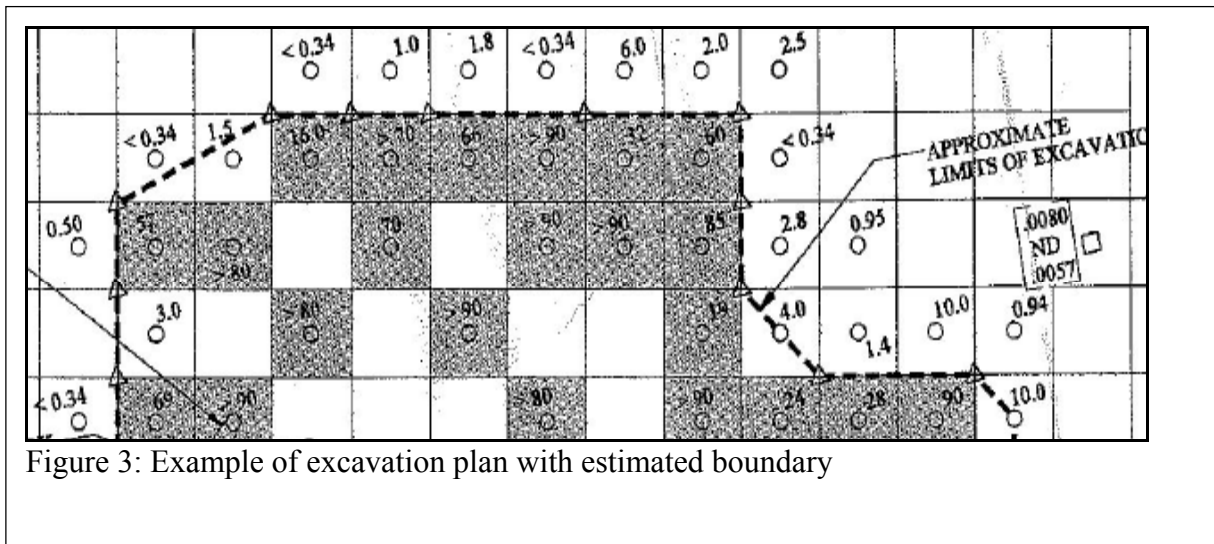 < 0.34 1.0 1.8 < 0.34 6.0 2.0 2.5
< 0.34 1.5 16.0 > 70 66 > 90 32 60 < 0.34
APPROXIMATE
LIMITS OF EXCAVATIO
0.50 57 > 80 70 > 90 > 90 85 2.8 0.95
.0080
ND
.0057
3.0 > 80 > 90 19 4.0 1.4 10.0 0.94
< 0.34 69 > 90 > 80 > 90 24 28 90 10.0
Figure 3: Example of excavation plan with estimated boundary